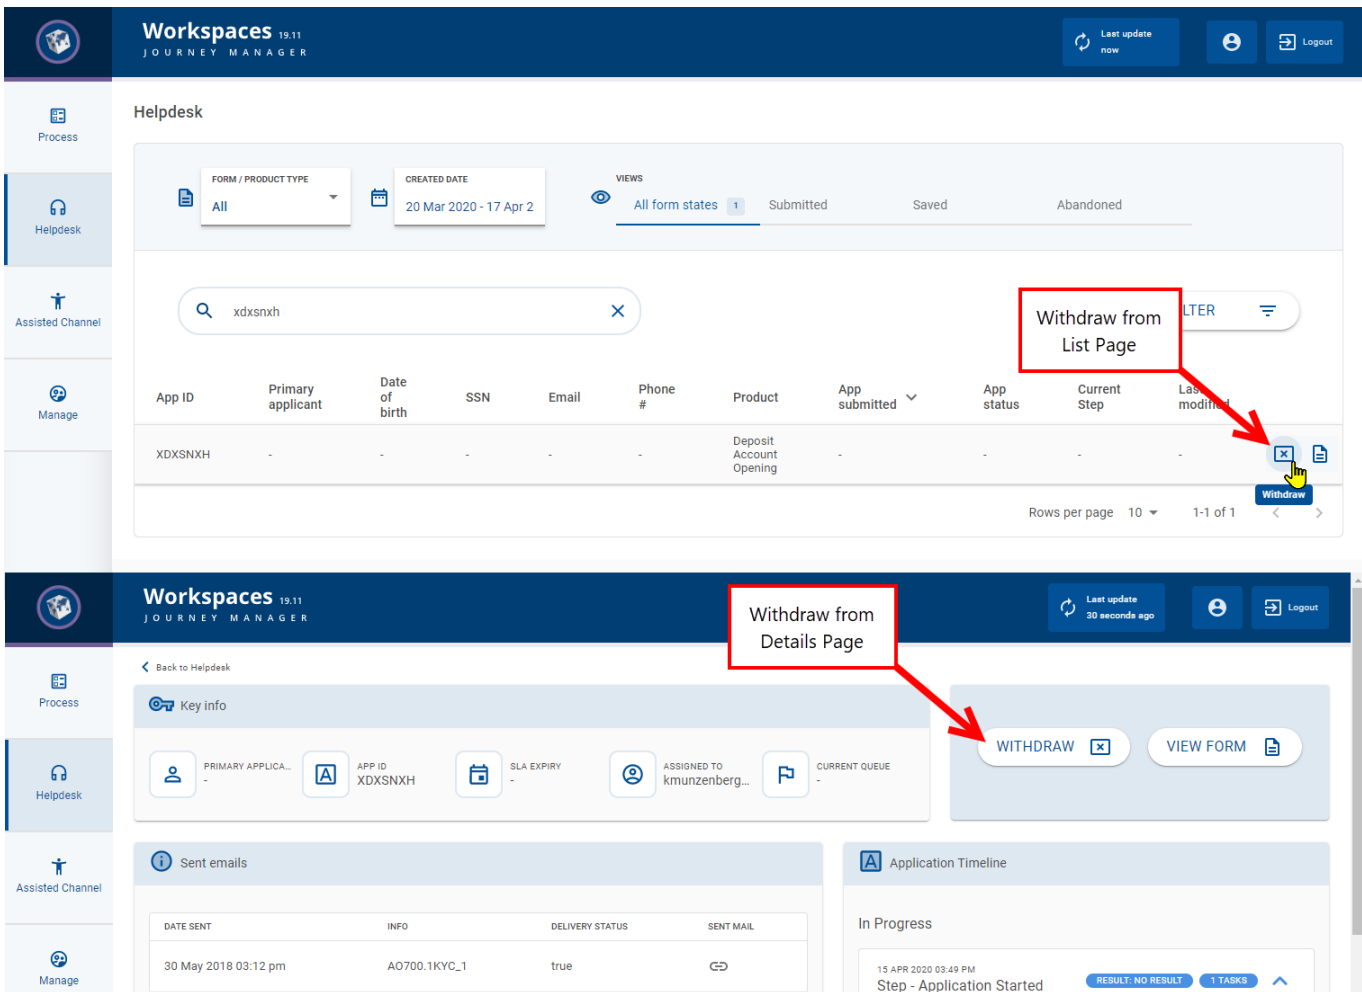 Workspaces 19.11
JOURNEY MANAGER
Last update
now
Logout
Process
Helpdesk
Assisted Channel
Manage
Helpdesk
FORM / PRODUCT TYPE
All
CREATED DATE
20 Mar 2020 - 17 Apr 2
VIEWS
All form states 1 Submitted Saved Abandoned
xdxsnxh
LTER
Withdraw from
List Page
App ID Primary applicant Date of birth SSN Email Phone # Product App submitted App status Current Step Last modified
XDXSNXH - - - - - Deposit Account Opening - - - -
Withdraw
Rows per page 10 1-1 of 1
Workspaces 19.11
JOURNEY MANAGER
Last update
30 seconds ago
Logout
Withdraw from
Details Page
Process
Helpdesk
Assisted Channel
Manage
Back to Helpdesk
Key info
PRIMARY APPLICA...
-
A
APP ID
XDXSNXH
SLA EXPIRY
-
ASSIGNED TO
kmunzenberg...
CURRENT QUEUE
-
WITHDRAW
VIEW FORM
Sent emails
DATE SENT INFO DELIVERY STATUS SENT MAIL
30 May 2018 03:12 pm AO700.1KYC_1 true
A Application Timeline
In Progress
15 APR 2020 03:49 PM
Step - Application Started
RESULT: NO RESULT 1 TASKS